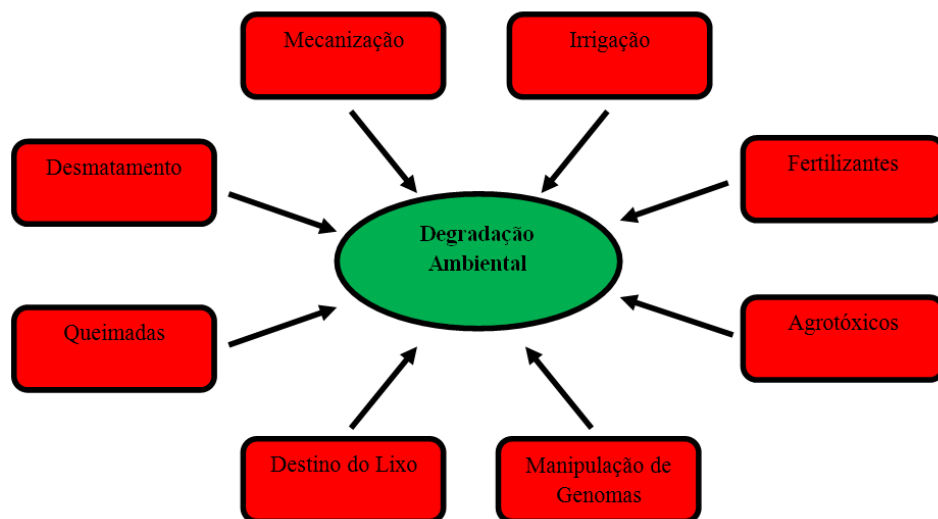 Mecanização
Irrigação
Desmatamento
Fertilizantes
Degradação
Ambiental
Queimadas
Agrotóxicos
Destino do Lixo
Manipulação de
Genomas